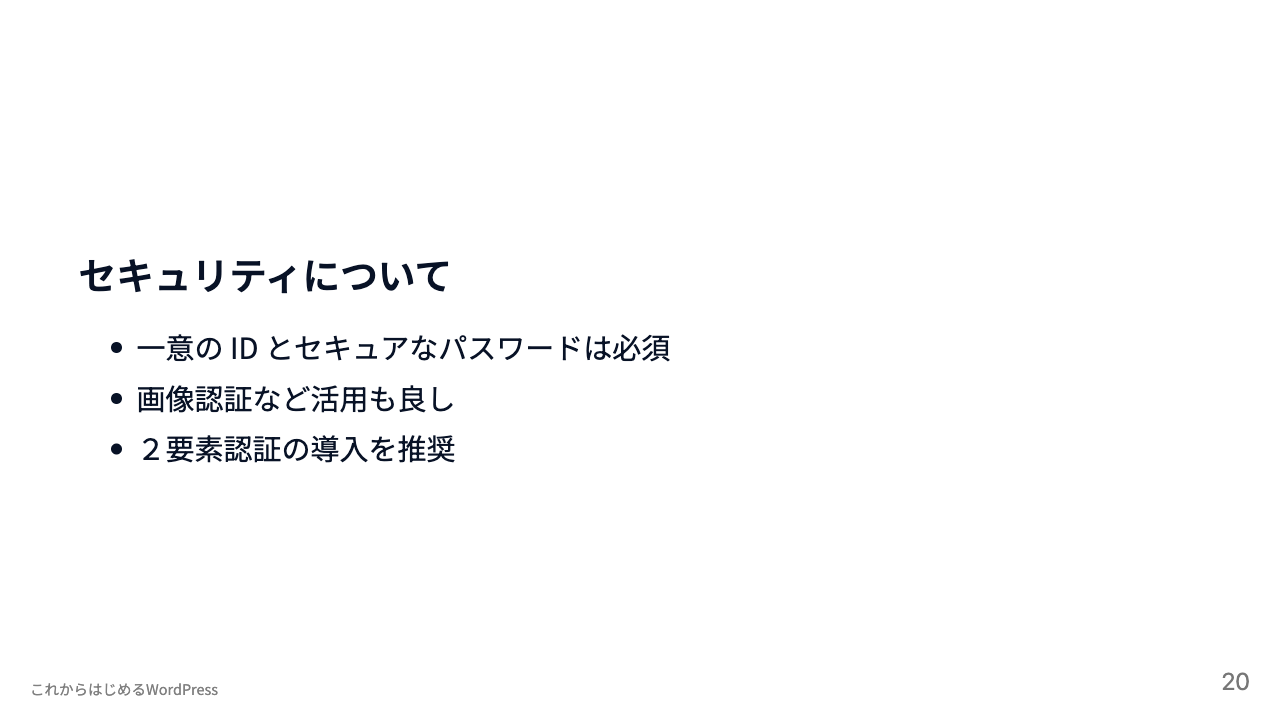 セキュリティについて
一意の ID とセキュアなパスワードは必須
画像認証など活用も良し
２要素認証の導入を推奨
これからはじめるWordPress
20